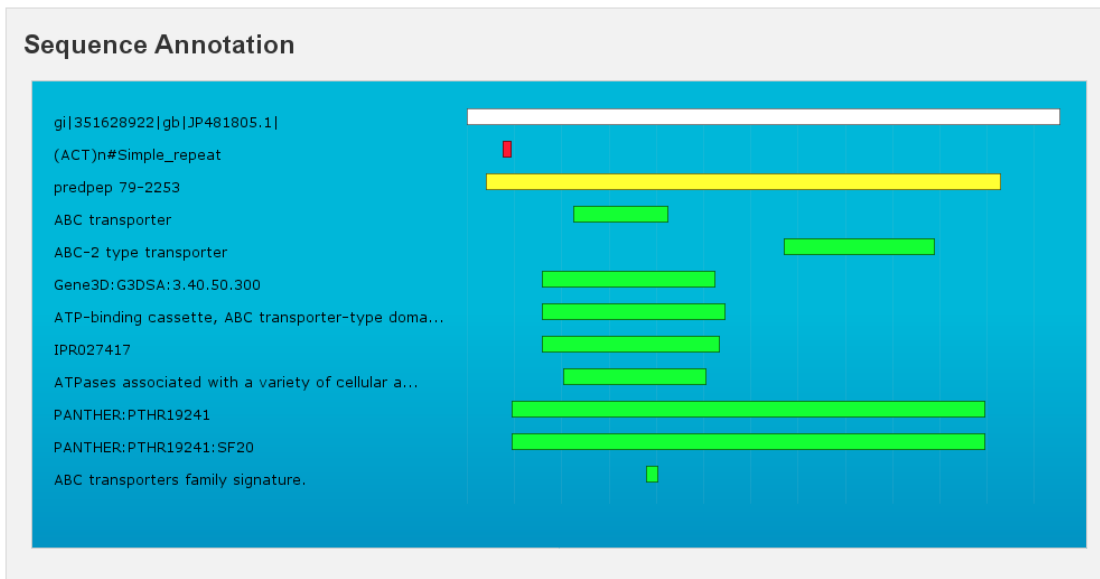 Sequence Annotation
gi|351628922|gb|JP481805.1|
(ACT)n#Simple_repeat
predpep 79-2253
ABC transporter
ABC-2 type transporter
Gene3D:G3DSA:3.40.50.300
ATP-binding cassette, ABC transporter-type doma...
IPR027417
ATPases associated with a variety of cellular a...
PANTHER:PTHR19241
PANTHER:PTHR19241:SF20
ABC transporters family signature.